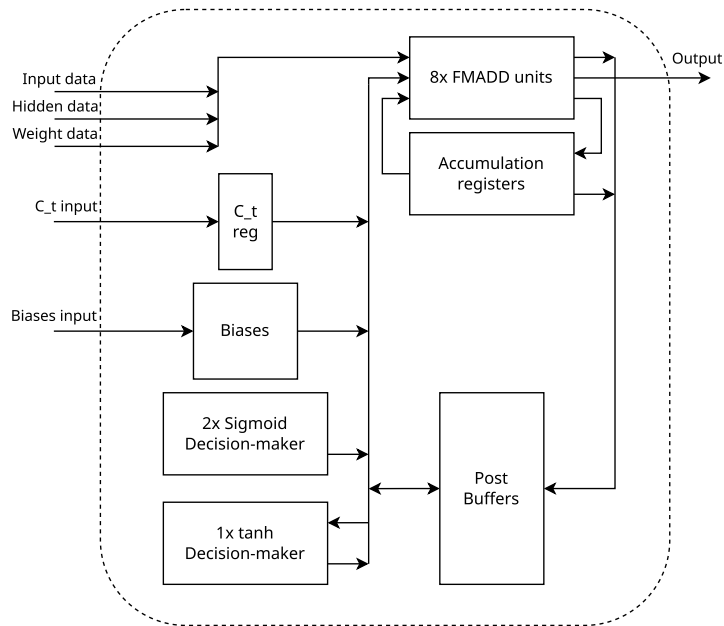 Output
8x FMADD units
Input data
Hidden data
Weight data
Accumulation
registers
C_t input
C_t
reg
Biases input
Biases
2x Sigmoid
Decision-maker
Post
Buffers
1x tanh
Decision-maker